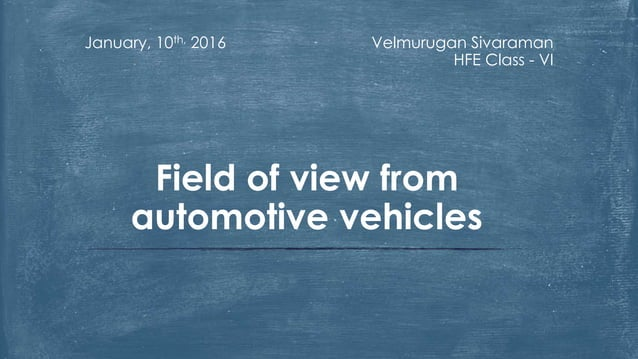 January, 10th, 2016
Velmurugan Sivaraman
HFE Class - VI
Field of view from
automotive vehicles